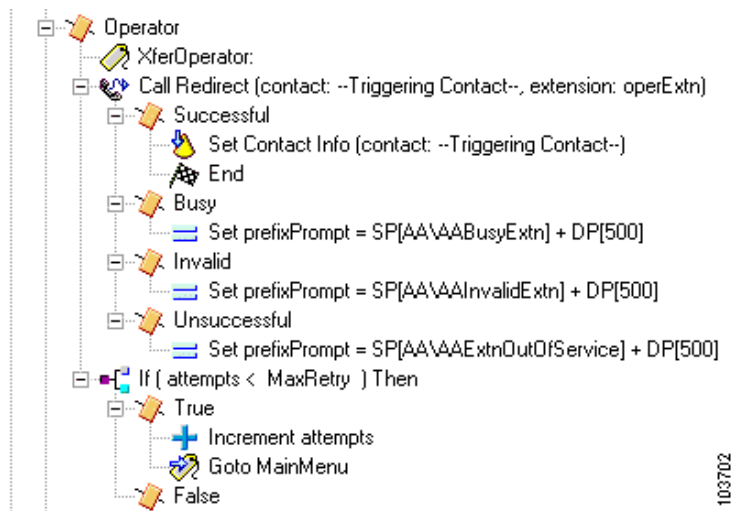 Operator
XferOperator:
Call Redirect (contact: --Triggering Contact--, extension: operExtn)
Successful
Set Contact Info (contact: --Triggering Contact--)
End
Busy
Set prefixPrompt = SP[AA\AABusyExtn] + DP[500]
Invalid
Set prefixPrompt = SP[AA\AAInvalidExtn] + DP[500]
Unsuccessful
Set prefixPrompt = SP[AA\AAExtnOutOfService] + DP[500]
If ( attempts < MaxRetry ) Then
True
Increment attempts
Goto MainMenu
False
103702